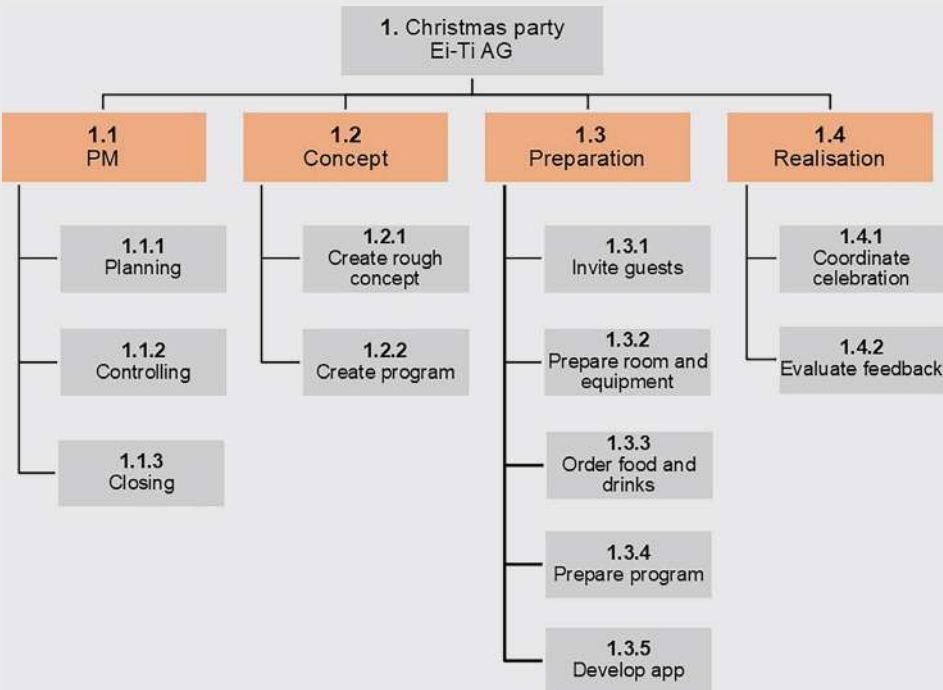 1. Christmas party
Ei-Ti AG
1.1
PM
1.2
Concept
1.3
Preparation
1.4
Realisation
1.1.1
Planning
1.1.2
Controlling
1.1.3
Closing
1.2.1
Create rough
concept
1.2.2
Create program
1.3.1
Invite guests
1.3.2
Prepare room and
equipment
1.3.3
Order food and
drinks
1.3.4
Prepare program
1.3.5
Develop app
1.4.1
Coordinate
celebration
1.4.2
Evaluate feedback